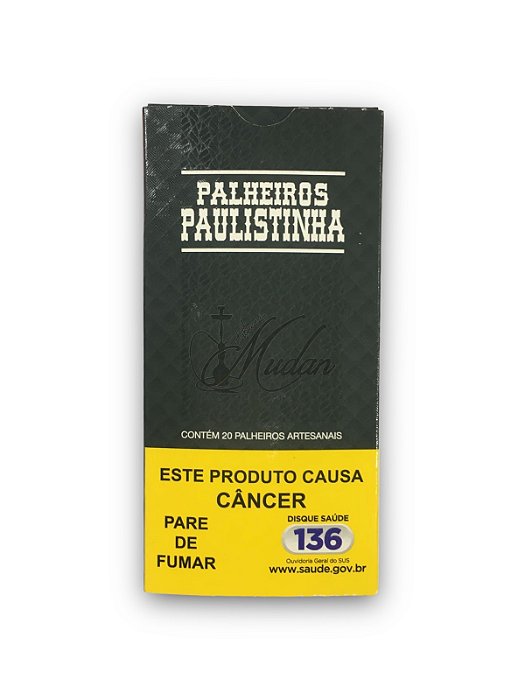 PALHEIROS
PAULISTINHA
Mudan
CONTÉM 20 PALHEIROS ARTESANAIS
ESTE PRODUTO CAUSA
CÂNCER
PARE
DE
FUMAR
DISQUE SAÚDE
136
Ouvidoria Geral do SUS
www.saude.gov.br